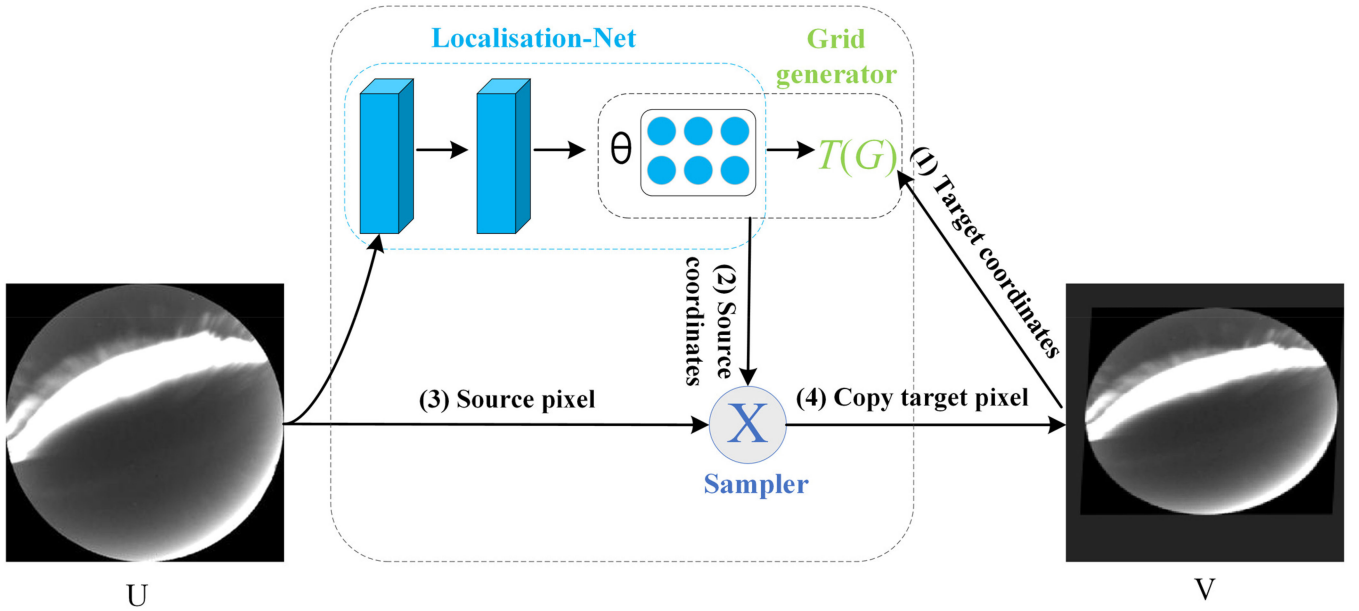 Localisation-Net
Grid
generator
θ
T(G)
(1) Target coordinates
(2) Source
coordinates
(3) Source pixel
X
(4) Copy target pixel
Sampler
U
V